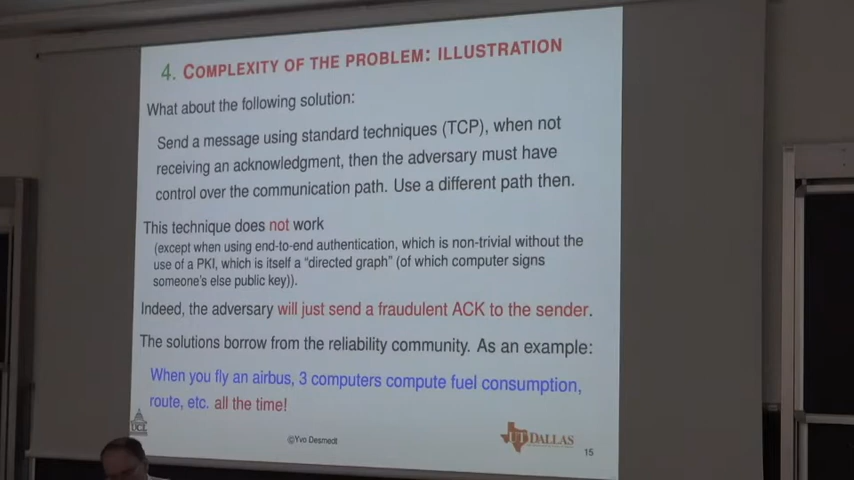 4. COMPLEXITY OF THE PROBLEM: ILLUSTRATION
What about the following solution:
Send a message using standard techniques (TCP), when not
receiving an acknowledgment, then the adversary must have
control over the communication path. Use a different path then.
This technique does not work
(except when using end-to-end authentication, which is non-trivial without the
use of a PKI, which is itself a "directed graph" (of which computer signs
someone's else public key)).
Indeed, the adversary will just send a fraudulent ACK to the sender.
The solutions borrow from the reliability community. As an example:
When you fly an airbus, 3 computers compute fuel consumption,
route, etc. all the time!
UCL
©Yvo Desmedt
UT DALLAS
15